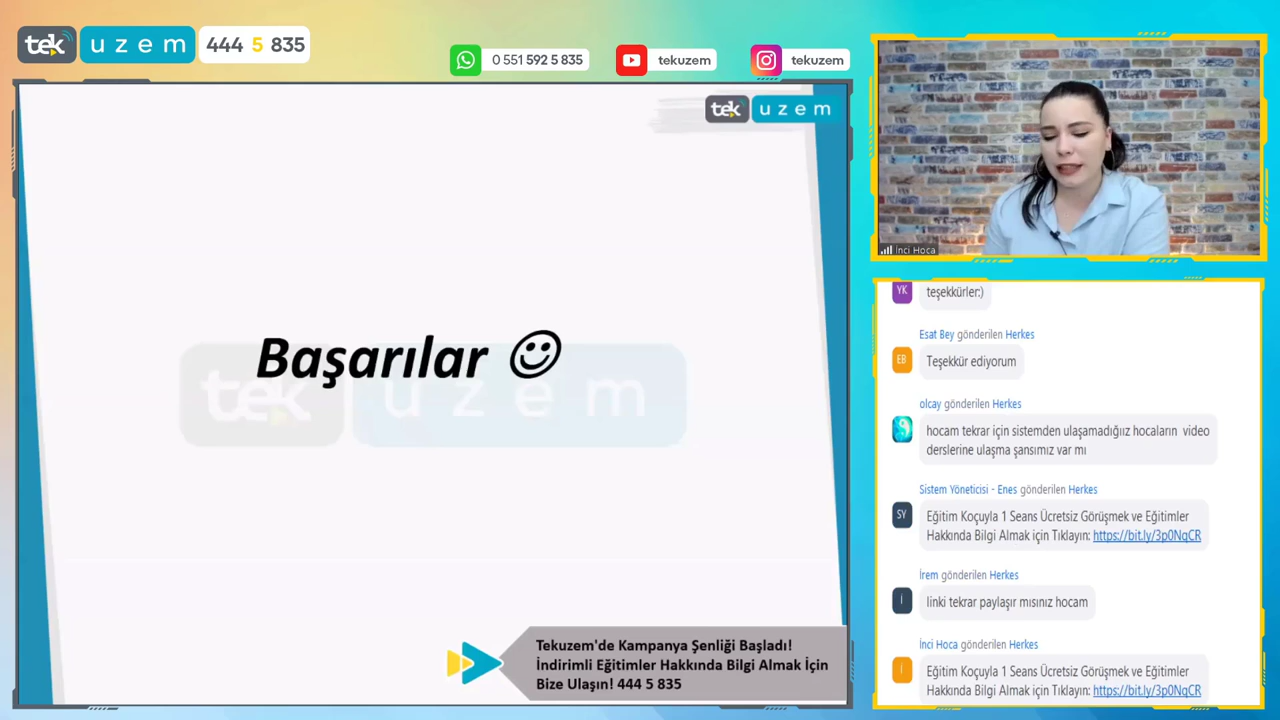 tek uzem 444 5 835
0 551 592 5 835
tekuzem
tekuzem
tek uzem
Başarılar
tek uzem
Tekuzem'de Kampanya Şenliği Başladı!
İndirimli Eğitimler Hakkında Bilgi Almak İçin
Bize Ulaşın! 444 5 835
İnci Hoca
YK
teşekkürler:)
Esat Bey gönderilen Herkes
EB
Teşekkür ediyorum
olcay gönderilen Herkes
hocam tekrar için sistemden ulaşamadığıız hocaların video
derslerine ulaşma şansımız var mı
Sistem Yöneticisi - Enes gönderilen Herkes
SY
Eğitim Koçuyla 1 Seans Ücretsiz Görüşmek ve Eğitimler
Hakkında Bilgi Almak için Tıklayın: https://bit.ly/3p0NqCR
İrem gönderilen Herkes
İ
linki tekrar paylaşır mısınız hocam
İnci Hoca gönderilen Herkes
İ
Eğitim Koçuyla 1 Seans Ücretsiz Görüşmek ve Eğitimler
Hakkında Bilgi Almak için Tıklayın: https://bit.ly/3p0NqCR